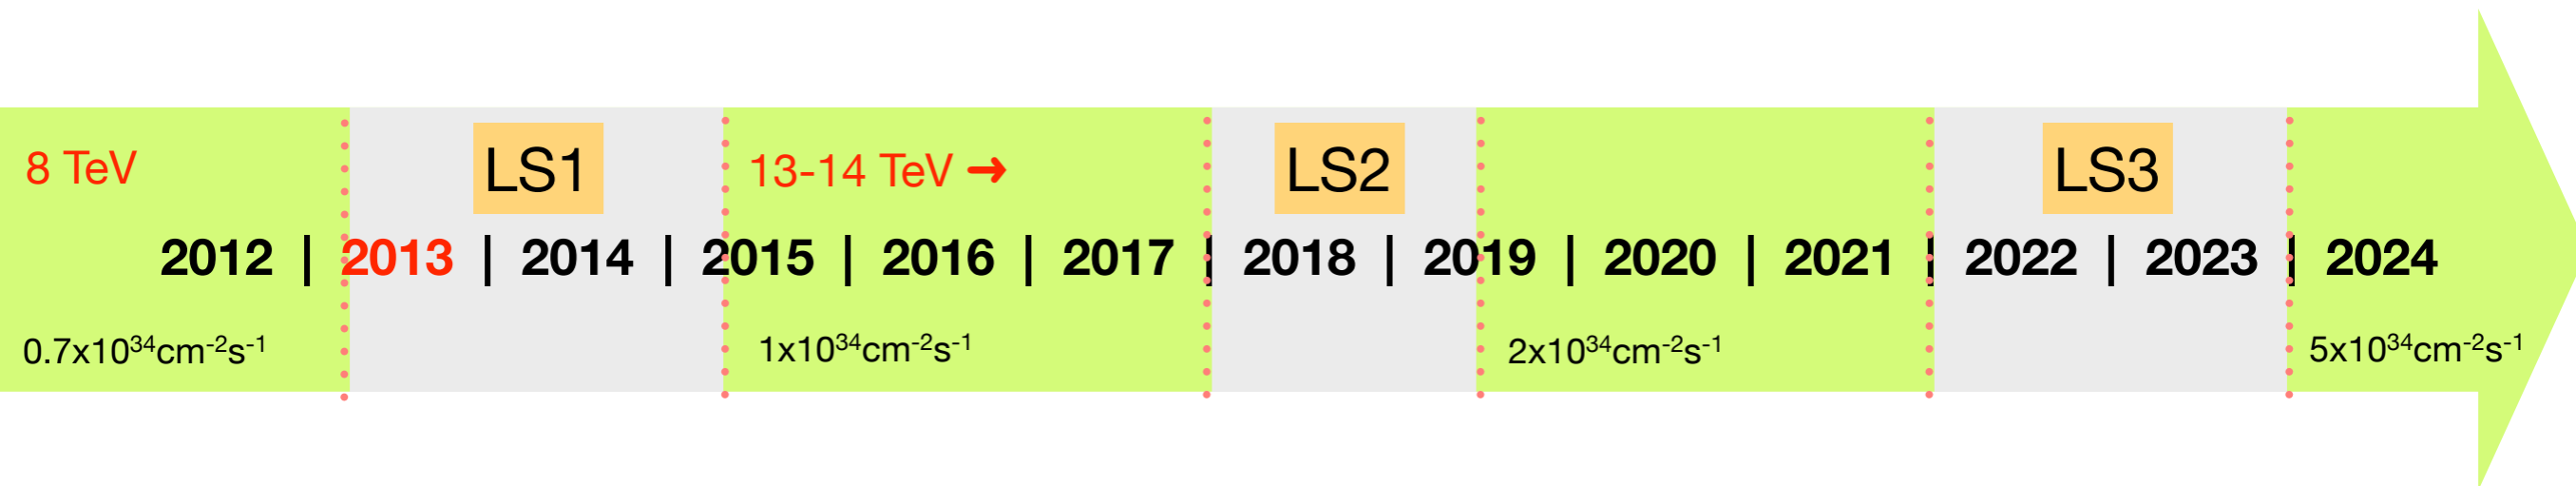 8 TeV LS1 13-14 TeV ➞ LS2 LS3
2012 | 2013 | 2014 | 2015 | 2016 | 2017 | 2018 | 2019 | 2020 | 2021 | 2022 | 2023 | 2024
0.7x10³⁴cm⁻²s⁻¹ 1x10³⁴cm⁻²s⁻¹ 2x10³⁴cm⁻²s⁻¹ 5x10³⁴cm⁻²s⁻¹